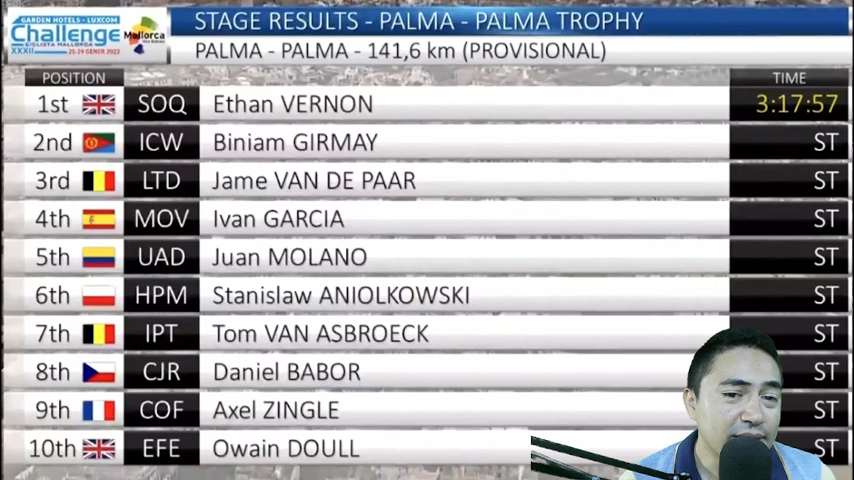 GARDEN HOTELS - LUXCOM
Challenge
CICLISTA MALLORCA
XXXII 25-29 GENER 2023
Mallorca
STAGE RESULTS - PALMA - PALMA TROPHY
PALMA - PALMA - 141,6 km (PROVISIONAL)
POSITION TIME
1st SOQ Ethan VERNON 3:17:57
2nd ICW Biniam GIRMAY ST
3rd LTD Jame VAN DE PAAR ST
4th MOV Ivan GARCIA ST
5th UAD Juan MOLANO ST
6th HPM Stanislaw ANIOLKOWSKI ST
7th IPT Tom VAN ASBROECK ST
8th CJR Daniel BABOR ST
9th COF Axel ZINGLE ST
10th EFE Owain DOULL ST